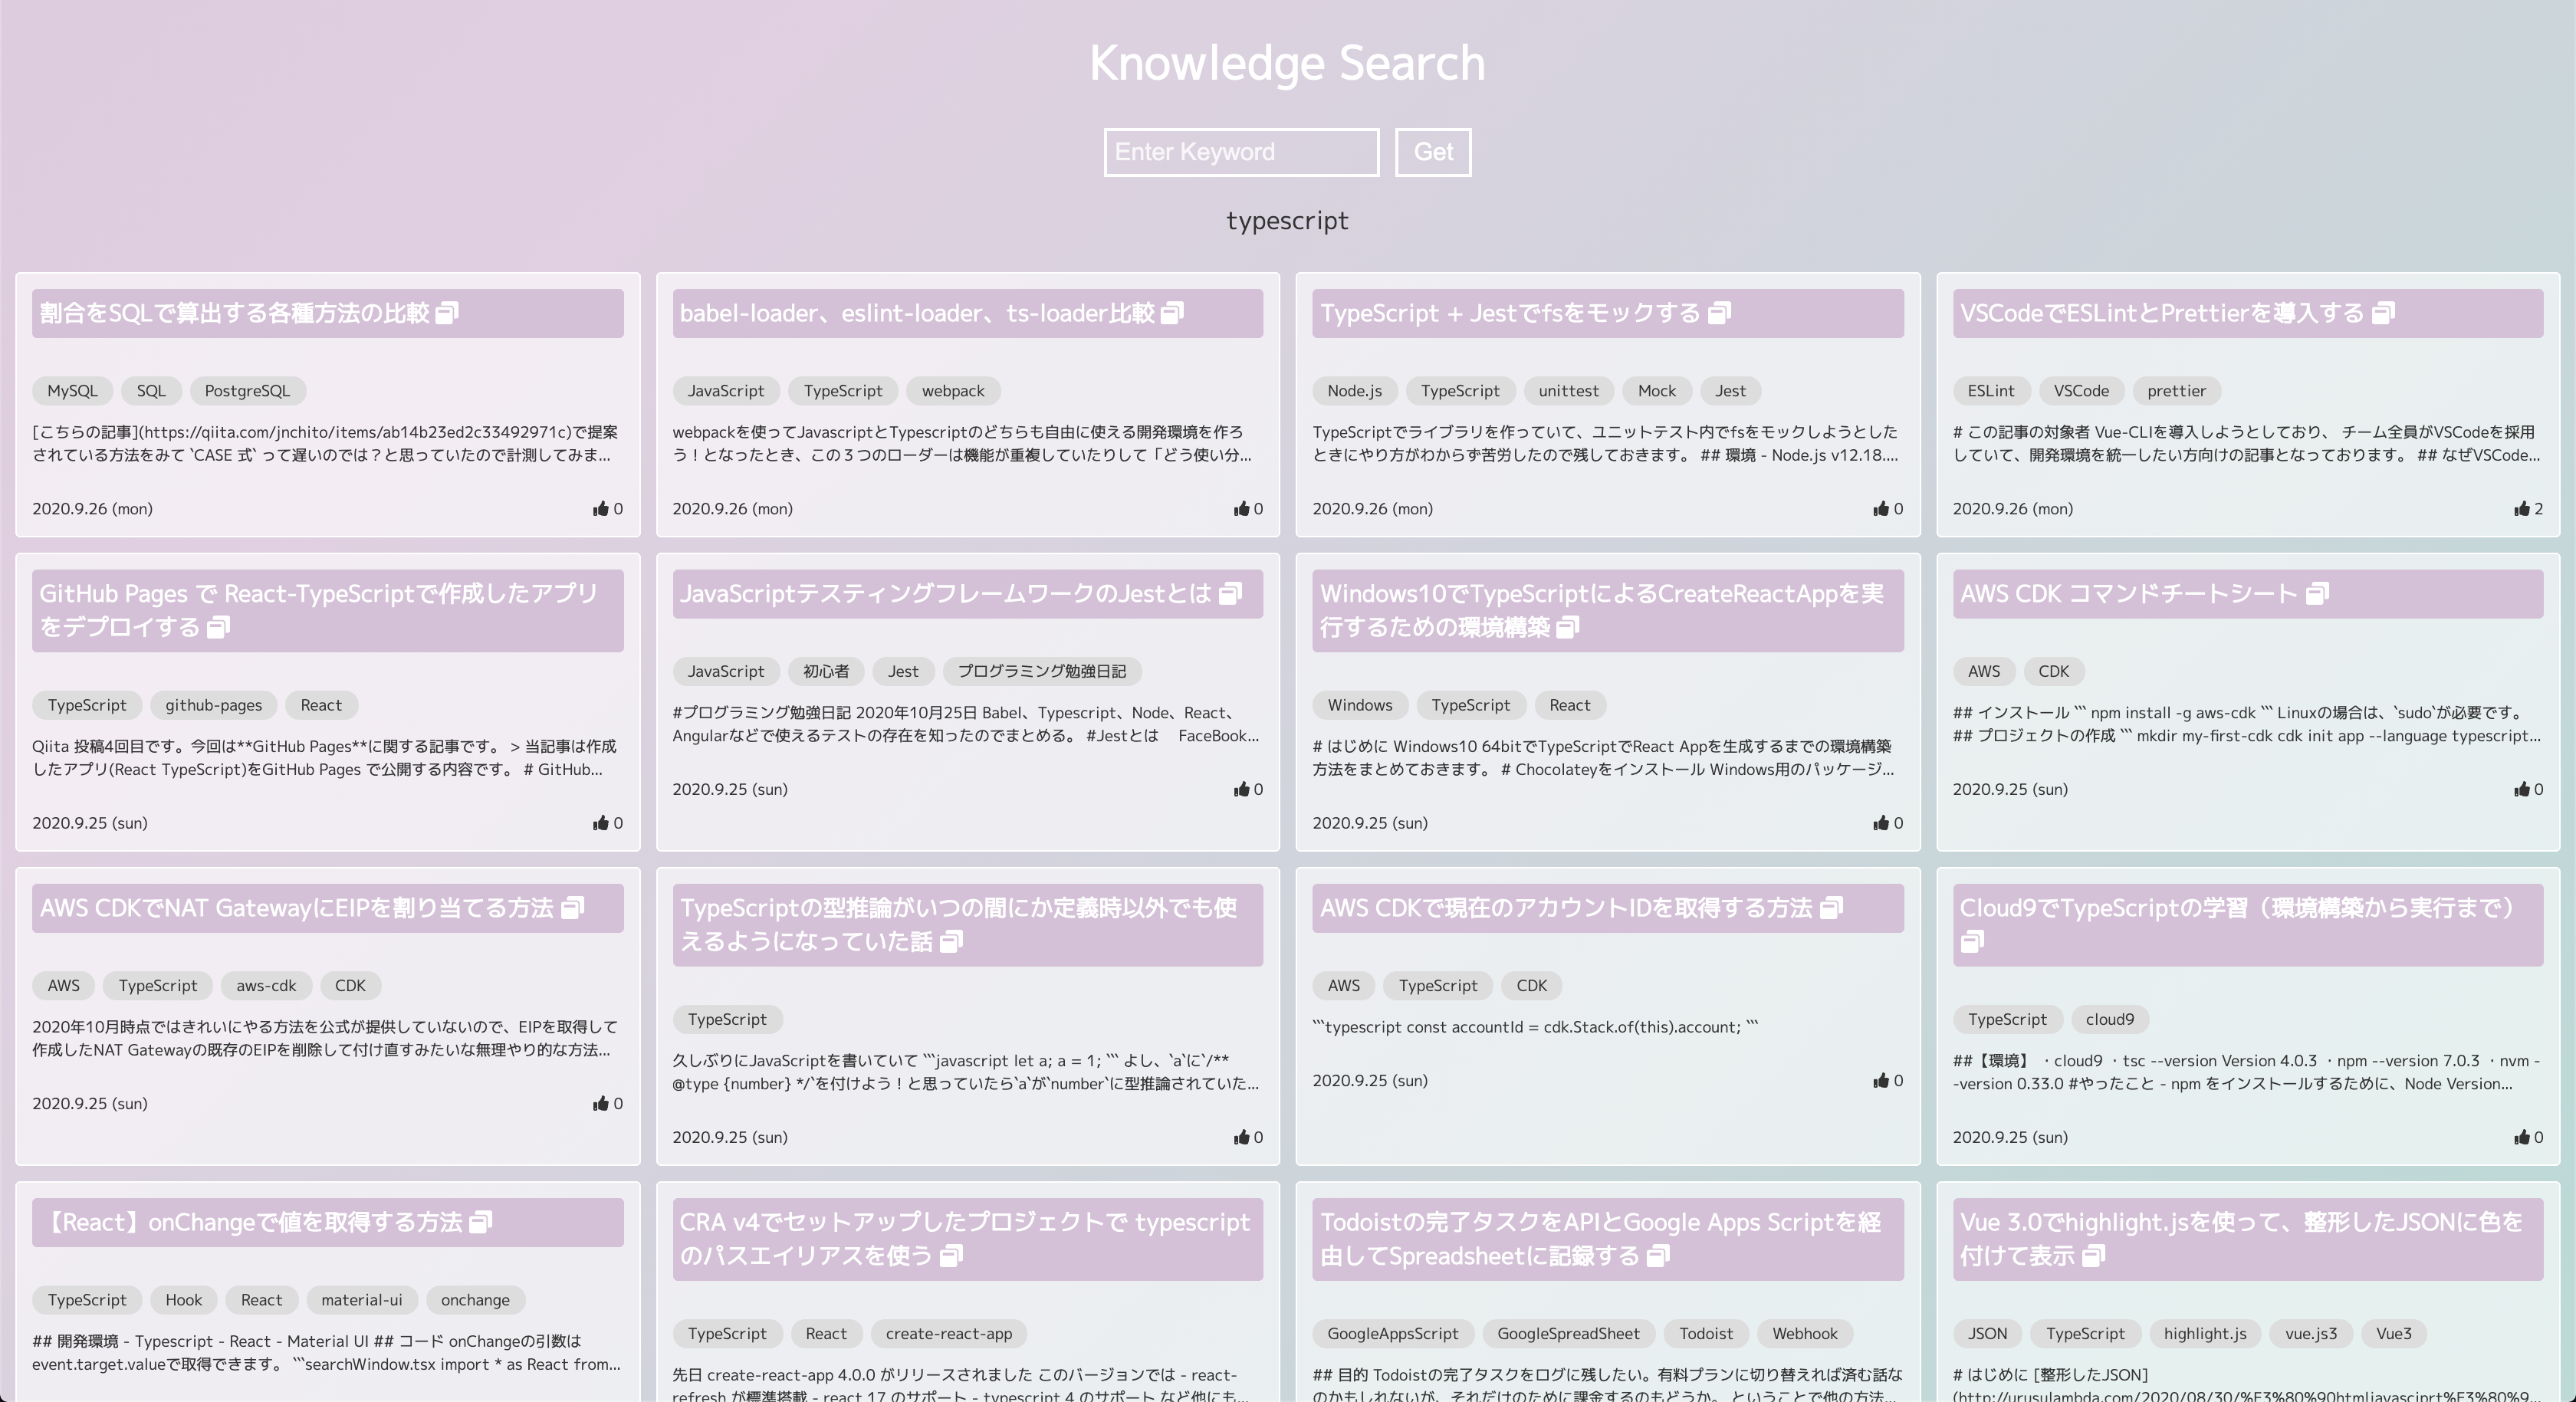 Knowledge Search
Enter Keyword
Get
typescript
割合をSQLで算出する各種方法の比較
MySQL SQL PostgreSQL
[こちらの記事](https://qiita.com/jnchito/items/ab14b23ed2c33492971c)で提案
されている方法をみて `CASE 式` って遅いのでは？と思っていたので計測してみま...
2020.9.26 (mon) 0
babel-loader、eslint-loader、ts-loader比較
JavaScript TypeScript webpack
webpackを使ってJavascriptとTypescriptのどちらも自由に使える開発環境を作ろ
う！となったとき、この３つのローダーは機能が重複していたりして「どう使い分...
2020.9.26 (mon) 0
TypeScript + Jestでfsをモックする
Node.js TypeScript unittest Mock Jest
TypeScriptでライブラリを作っていて、ユニットテスト内でfsをモックしようとした
ときにやり方がわからず苦労したので残しておきます。 ## 環境 - Node.js v12.18....
2020.9.26 (mon) 0
VSCodeでESLintとPrettierを導入する
ESLint VSCode prettier
# この記事の対象者 Vue-CLIを導入しようとしており、 チーム全員がVSCodeを採用
していて、開発環境を統一したい方向けの記事となっております。 ## なぜVSCode...
2020.9.26 (mon) 2
GitHub Pages で React-TypeScriptで作成したアプリ
をデプロイする
TypeScript github-pages React
Qiita 投稿4回目です。今回は**GitHub Pages**に関する記事です。 > 当記事は作成
したアプリ(React TypeScript)をGitHub Pages で公開する内容です。 # GitHub...
2020.9.25 (sun) 0
JavaScriptテスティングフレームワークのJestとは
JavaScript 初心者 Jest プログラミング勉強日記
#プログラミング勉強日記 2020年10月25日 Babel、Typescript、Node、React、
Angularなどで使えるテストの存在を知ったのでまとめる。 #Jestとは　FaceBook...
2020.9.25 (sun) 0
Windows10でTypeScriptによるCreateReactAppを実
行するための環境構築
Windows TypeScript React
# はじめに Windows10 64bitでTypeScriptでReact Appを生成するまでの環境構築
方法をまとめておきます。 # Chocolateyをインストール Windows用のパッケージ...
2020.9.25 (sun) 0
AWS CDK コマンドチートシート
AWS CDK
## インストール ``` npm install -g aws-cdk ``` Linuxの場合は、`sudo`が必要です。
## プロジェクトの作成 ``` mkdir my-first-cdk cdk init app --language typescript...
2020.9.25 (sun) 0
AWS CDKでNAT GatewayにEIPを割り当てる方法
AWS TypeScript aws-cdk CDK
2020年10月時点ではきれいにやる方法を公式が提供していないので、EIPを取得して
作成したNAT Gatewayの既存のEIPを削除して付け直すみたいな無理やり的な方法...
2020.9.25 (sun) 0
TypeScriptの型推論がいつの間にか定義時以外でも使
えるようになっていた話
TypeScript
久しぶりにJavaScriptを書いていて ```javascript let a; a = 1; ``` よし、`a`に`/**
@type {number} */`を付けよう！と思っていたら`a`が`number`に型推論されていた...
2020.9.25 (sun) 0
AWS CDKで現在のアカウントIDを取得する方法
AWS TypeScript CDK
```typescript const accountId = cdk.Stack.of(this).account; ```
2020.9.25 (sun) 0
Cloud9でTypeScriptの学習（環境構築から実行まで）
TypeScript cloud9
##【環境】 ・cloud9 ・tsc --version Version 4.0.3 ・npm --version 7.0.3 ・nvm -
-version 0.33.0 #やったこと - npm をインストールするために、Node Version...
2020.9.25 (sun) 0
【React】onChangeで値を取得する方法
TypeScript Hook React material-ui onchange
## 開発環境 - Typescript - React - Material UI ## コード onChangeの引数は
event.target.valueで取得できます。 ```searchWindow.tsx import * as React from...
CRA v4でセットアップしたプロジェクトで typescript
のパスエイリアスを使う
TypeScript React create-react-app
先日 create-react-app 4.0.0 がリリースされました このバージョンでは - react-
refresh が標準搭載 - react 17 のサポート - typescript 4 のサポート など他にも...
Todoistの完了タスクをAPIとGoogle Apps Scriptを経
由してSpreadsheetに記録する
GoogleAppsScript GoogleSpreadSheet Todoist Webhook
## 目的 Todoistの完了タスクをログに残したい。有料プランに切り替えれば済む話な
のかもしれないが、それだけのために課金するのもどうか。 ということで他の方法...
Vue 3.0でhighlight.jsを使って、整形したJSONに色を
付けて表示
JSON TypeScript highlight.js vue.js3 Vue3
# はじめに [整形したJSON]
(http://urusulambda.com/2020/08/30/%E3%80%90htmljavasciprt%E3%80%9...